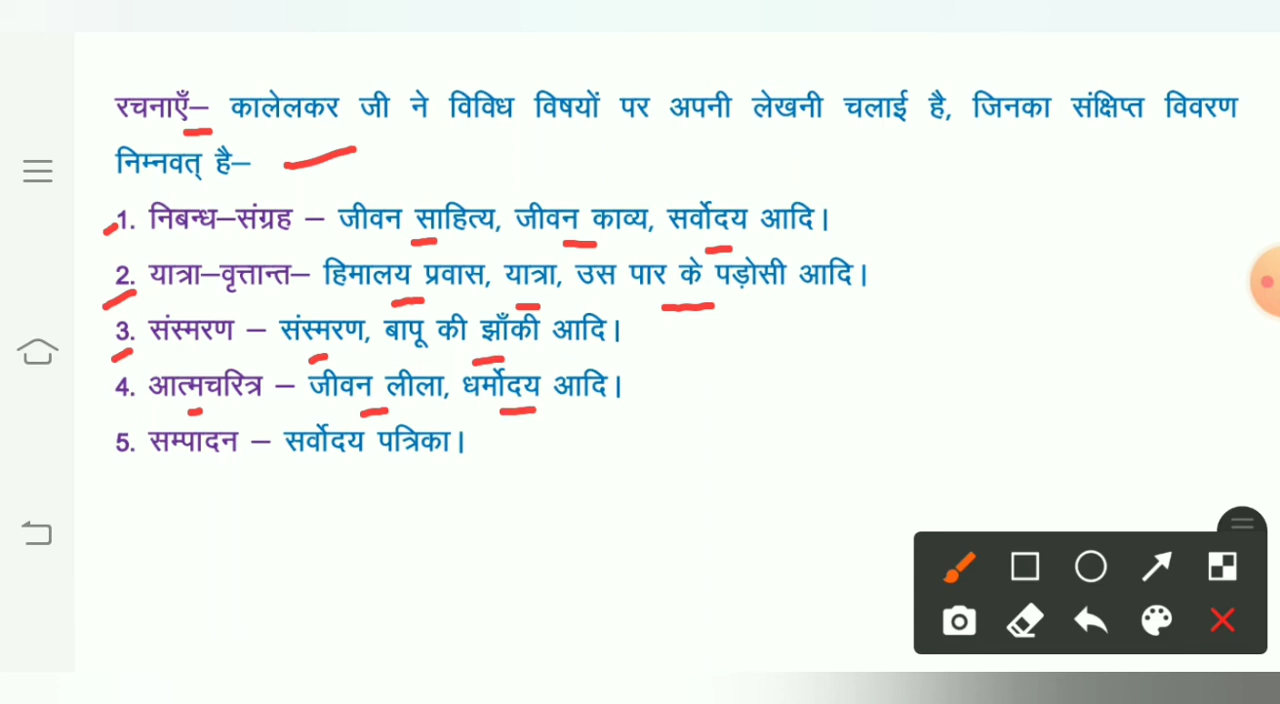 रचनाएँ– कालेलकर जी ने विविध विषयों पर अपनी लेखनी चलाई है, जिनका संक्षिप्त विवरण
निम्नवत् है–
1. निबन्ध–संग्रह – जीवन साहित्य, जीवन काव्य, सर्वोदय आदि।
2. यात्रा–वृत्तान्त– हिमालय प्रवास, यात्रा, उस पार के पड़ोसी आदि।
3. संस्मरण – संस्मरण, बापू की झाँकी आदि।
4. आत्मचरित्र – जीवन लीला, धर्मोदय आदि।
5. सम्पादन – सर्वोदय पत्रिका।